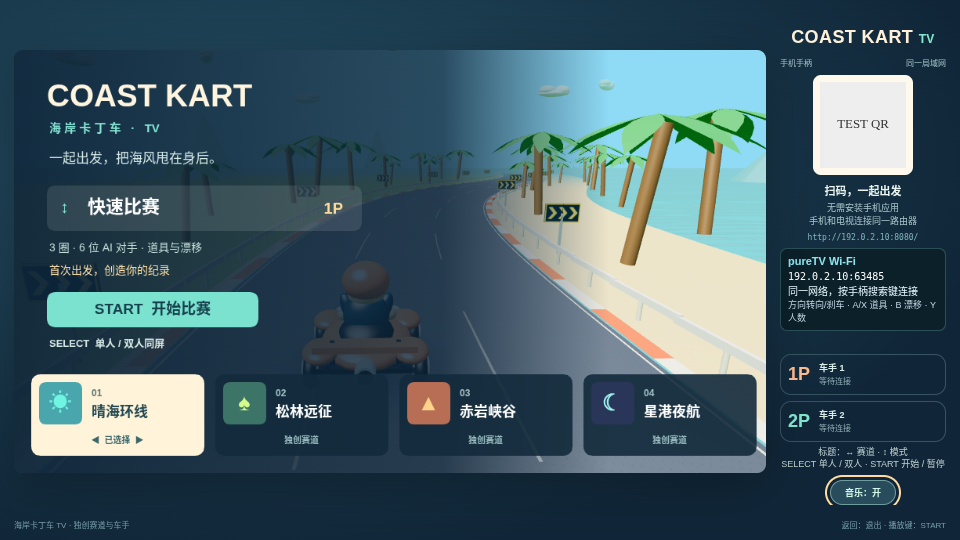 COAST KART
海岸卡丁车 · TV
一起出发，把海风甩在身后。
↕ 快速比赛 1P
3 圈 · 6 位 AI 对手 · 道具与漂移
首次出发，创造你的纪录
START 开始比赛
SELECT 单人 / 双人同屏
01
晴海环线
◀ 已选择 ▶
02
松林远征
独创赛道
03
赤岩峡谷
独创赛道
04
星港夜航
独创赛道
COAST KART TV
手机手柄 同一局域网
TEST QR
扫码，一起出发
无需安装手机应用
手机和电视连接同一路由器
http://192.0.2.10:8080/
pureTV Wi-Fi
192.0.2.10:63485
同一网络，按手柄搜索键连接
方向转向/刹车 · A/X 道具 · B 漂移 · Y
人数
1P 车手 1
等待连接
2P 车手 2
等待连接
标题：↔ 赛道 · ↕ 模式
SELECT 单人 / 双人 · START 开始 / 暂停
音乐：开
海岸卡丁车 TV · 独创赛道与车手
返回：退出 · 播放键：START